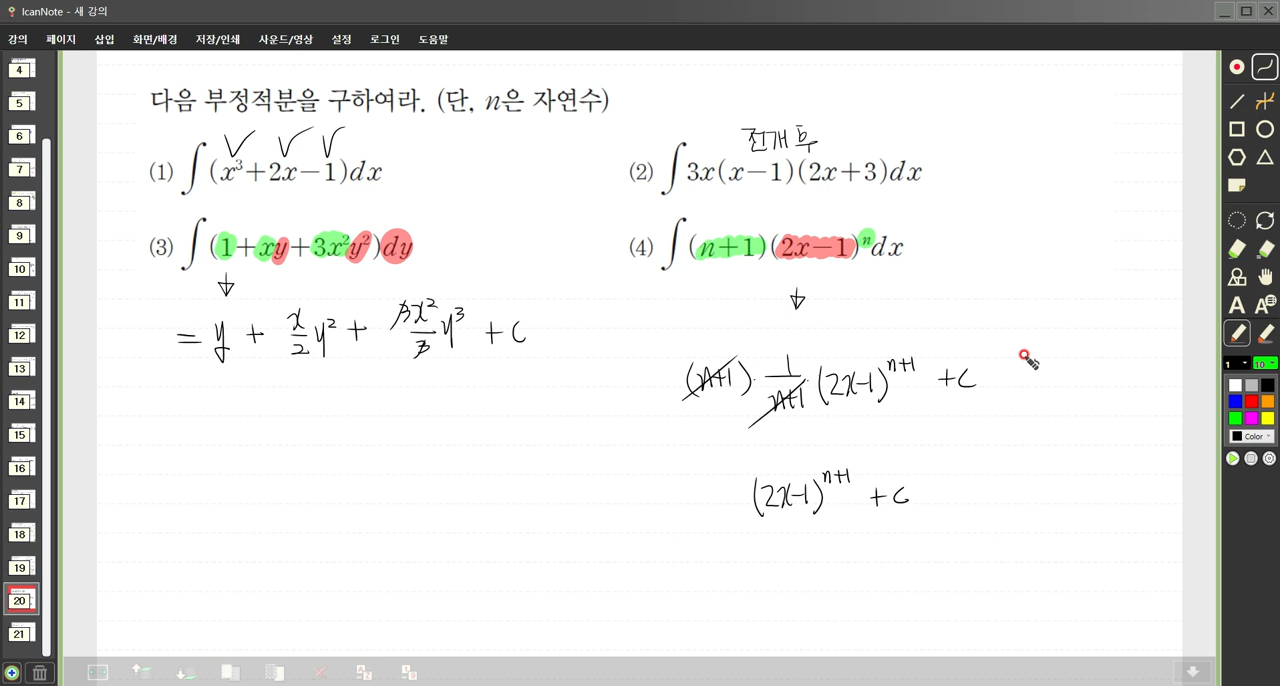 IcanNote - 새 강의
강의 페이지 삽입 화면/배경 저장/인쇄 사운드/영상 설정 로그인 도움말
4
5
6
7
8
9
10
11
12
13
14
15
16
17
18
19
20
21
다음 부정적분을 구하여라. (단, n은 자연수)
(1) ∫(x³+2x−1)dx
전개 후
(2) ∫3x(x−1)(2x+3)dx
(3) ∫(1+xy+3x²y²)dy
(4) ∫(n+1)(2x−1)ⁿdx
= y + x/2 y² + 3x²/3 y³ + C
(n+1) · 1/(n+1) · (2x-1)ⁿ⁺¹ + C
(2x-1)ⁿ⁺¹ + C
A A
1 10
Color